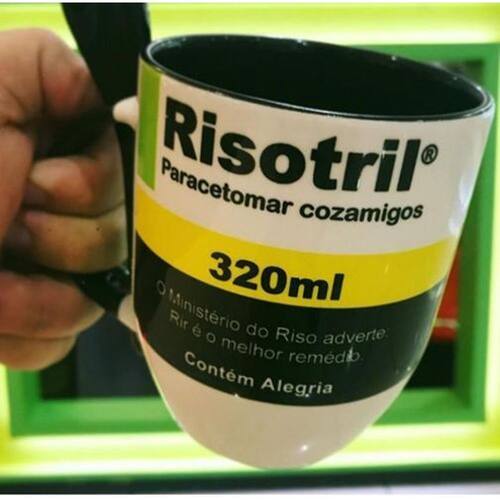 Risotril®
Paracetomar cozamigos
320ml
O Ministério do Riso adverte:
Rir é o melhor remédio.
Contém Alegria